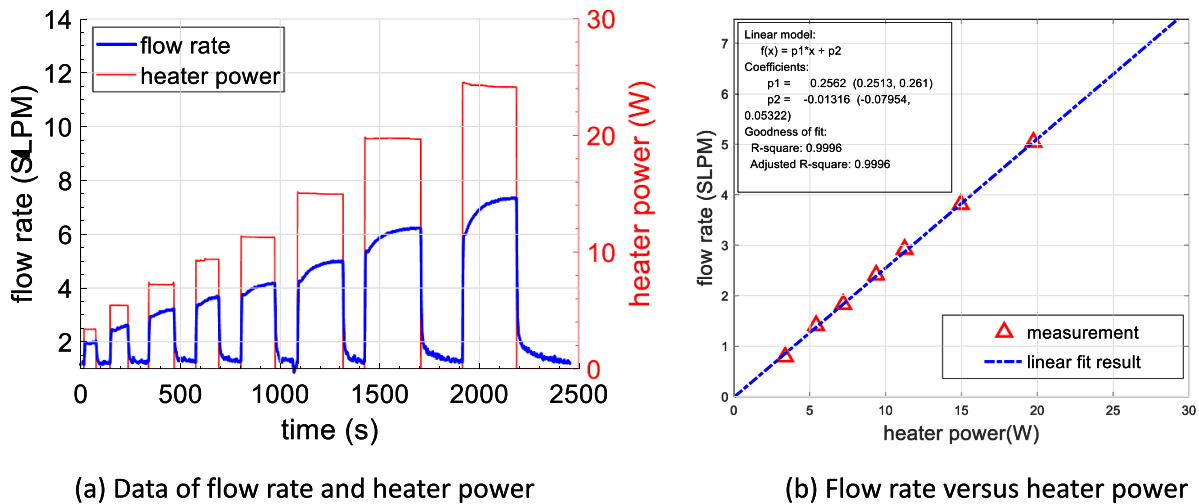 14
12
10
8
6
4
2
flow rate (SLPM)
flow rate
heater power
30
20
10
0
heater power (W)
0
500
1000
1500
2000
2500
time (s)
(a) Data of flow rate and heater power
7
6
5
4
3
2
1
0
flow rate (SLPM)
Linear model:
f(x) = p1*x + p2
Coefficients:
p1 = 0.2562 (0.2513, 0.261)
p2 = -0.01316 (-0.07954,
0.05322)
Goodness of fit:
R-square: 0.9996
Adjusted R-square: 0.9996
measurement
linear fit result
0
5
10
15
20
25
30
heater power(W)
(b) Flow rate versus heater power